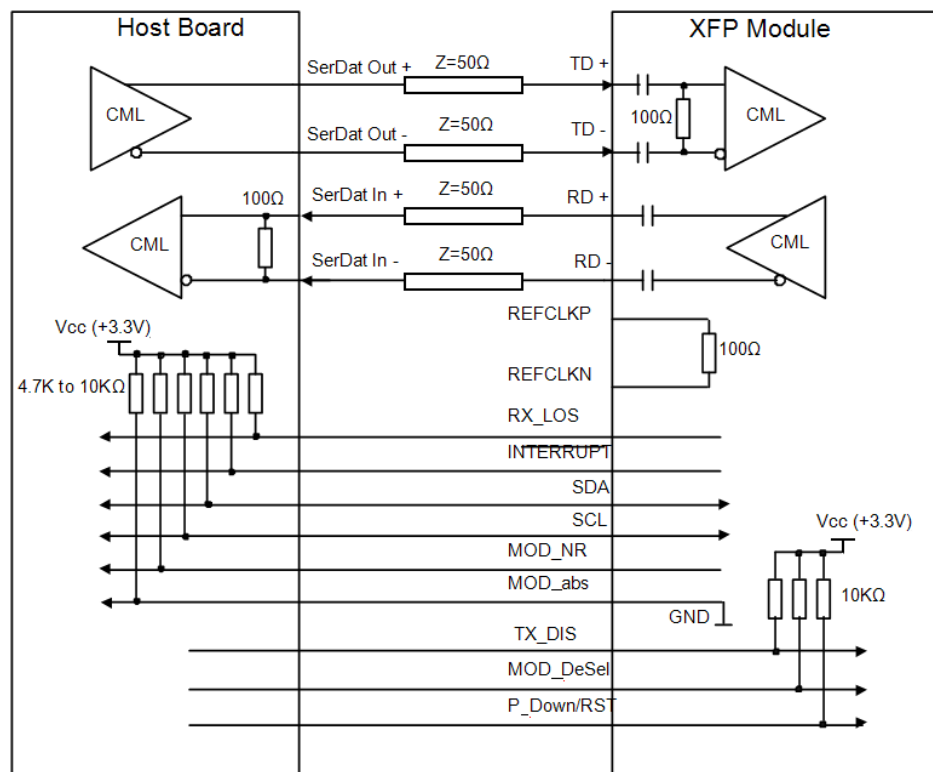 Host Board
XFP Module
SerDat Out +
Z=50Ω
TD +
CML
100Ω
CML
SerDat Out -
Z=50Ω
TD -
SerDat In +
Z=50Ω
RD +
100Ω
CML
CML
SerDat In -
Z=50Ω
RD -
REFCLKP
Vcc (+3.3V)
100Ω
4.7K to 10KΩ
REFCLKN
RX_LOS
INTERRUPT
SDA
SCL
Vcc (+3.3V)
MOD_NR
MOD_abs
10KΩ
GND
TX_DIS
MOD_DeSel
P_Down/RST